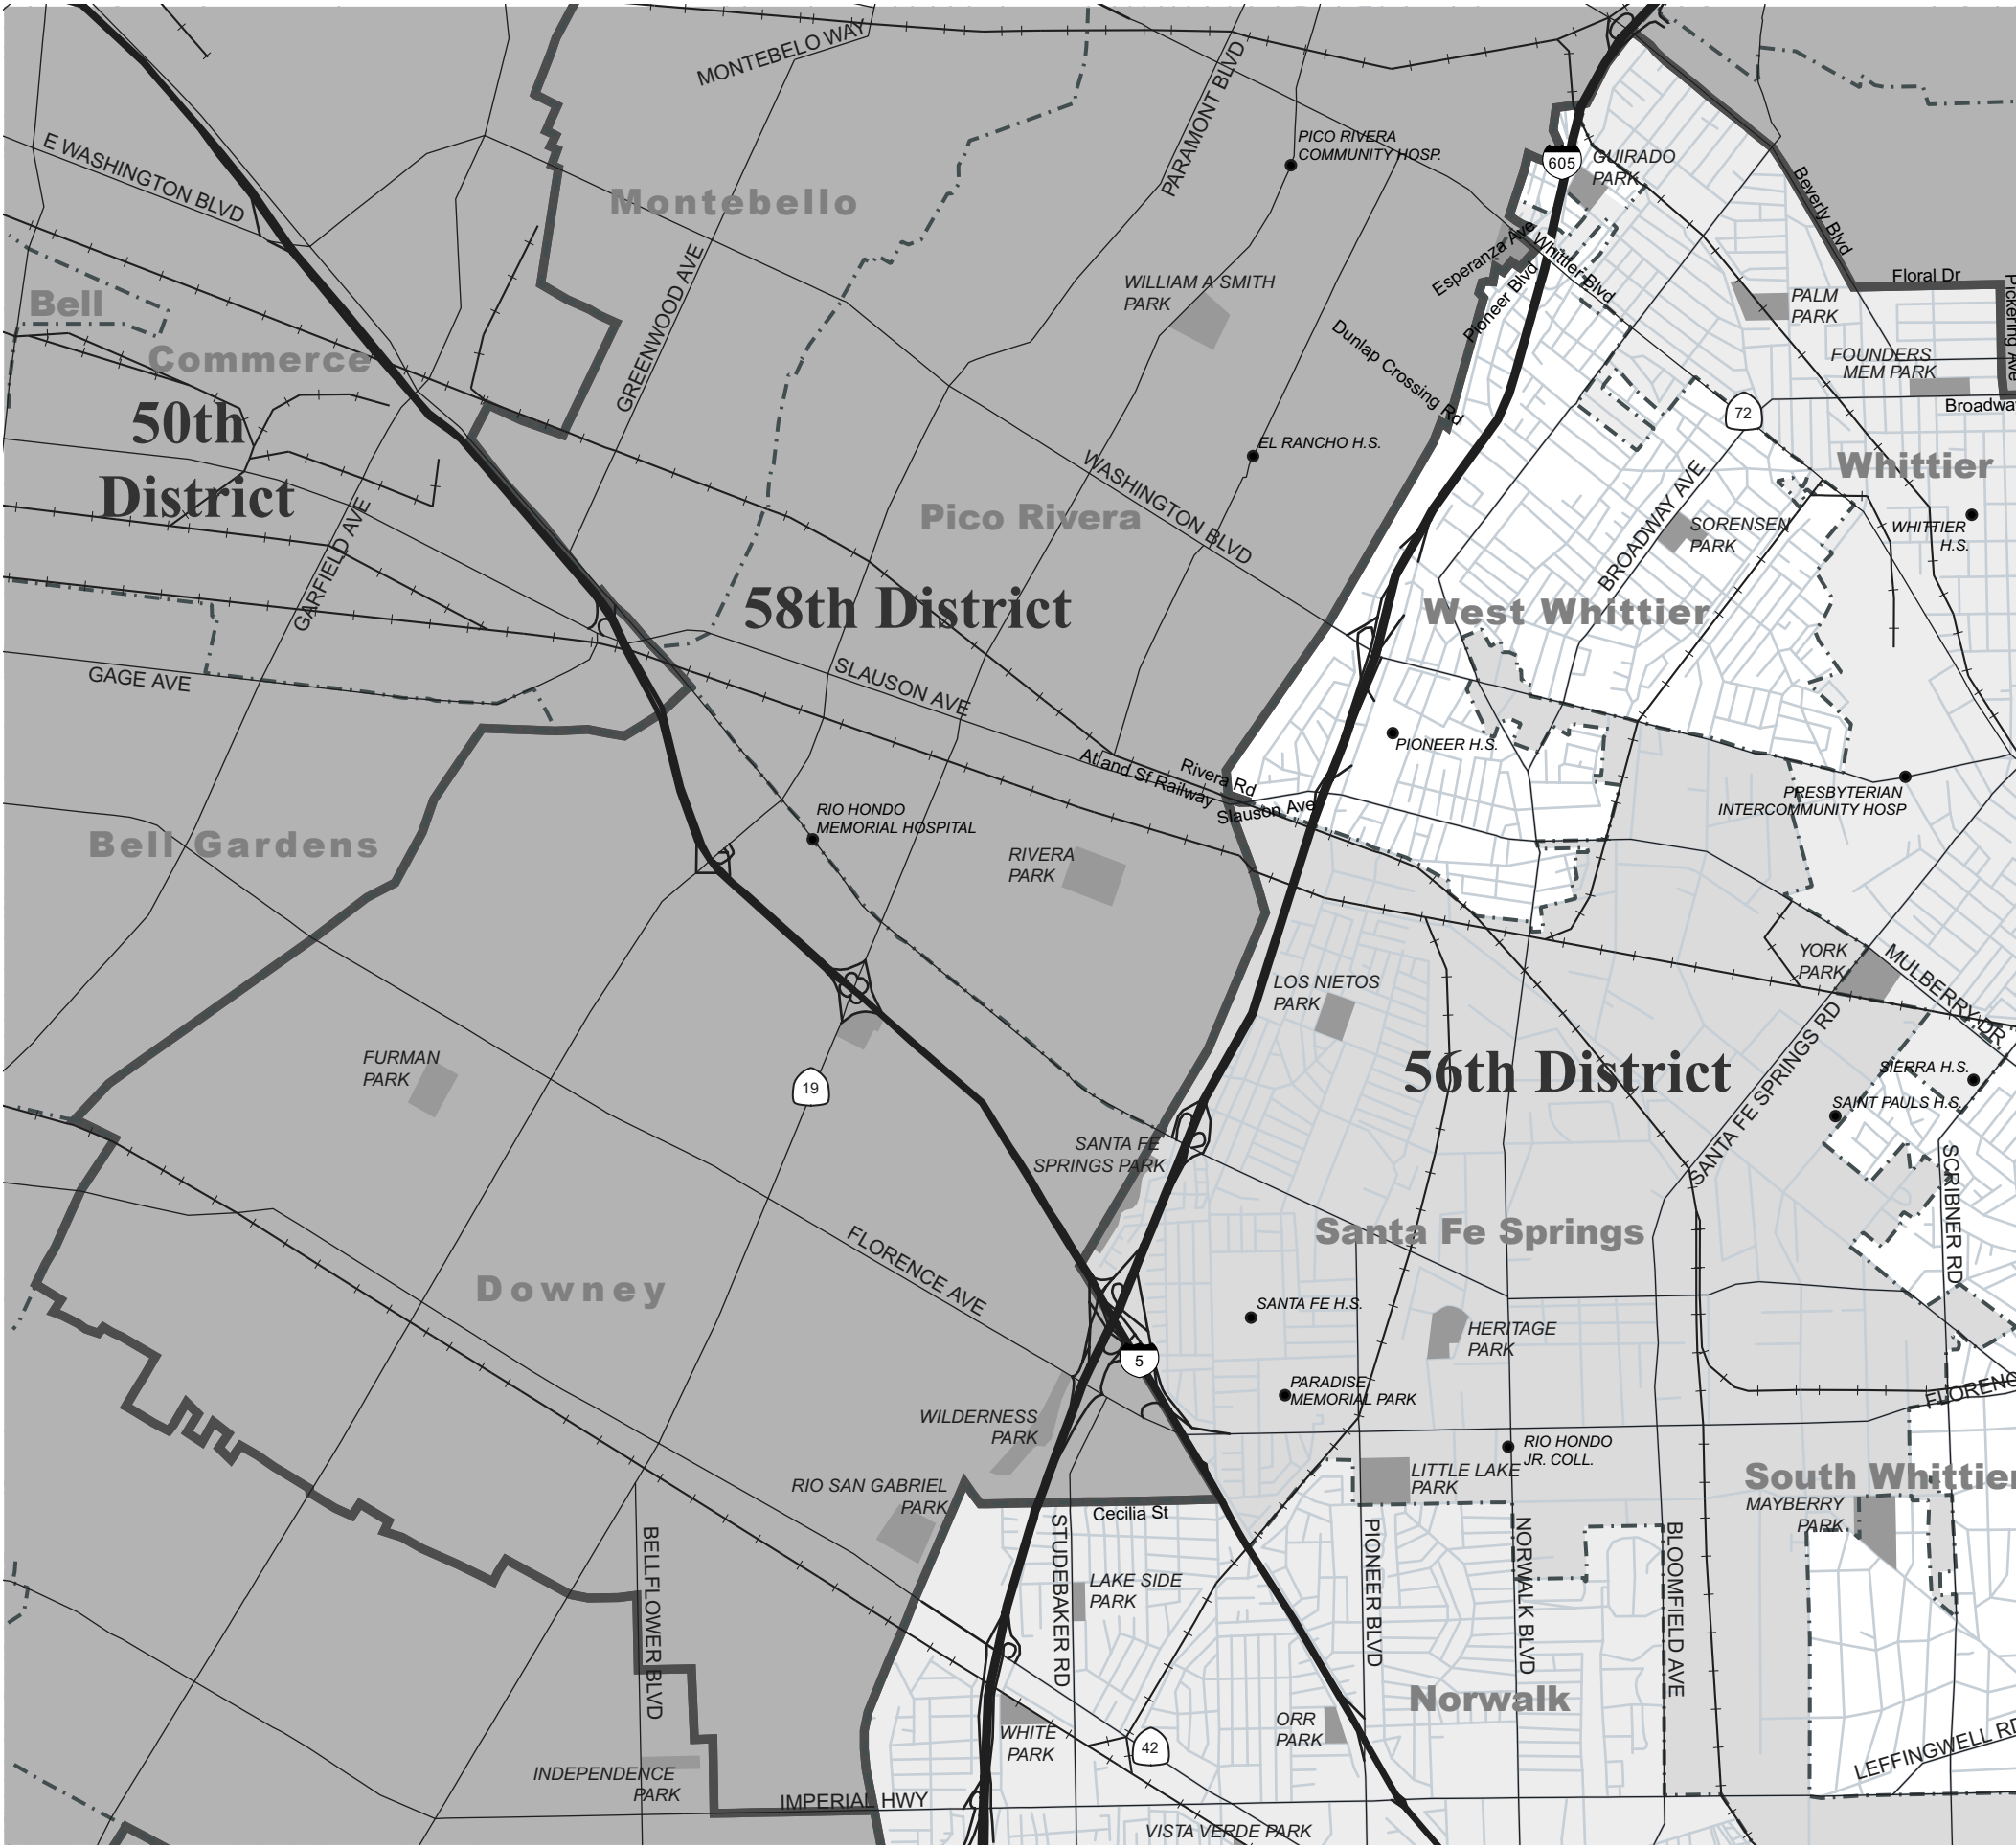 MONTEBELO WAY
PARAMONT BLVD
PICO RIVERA
COMMUNITY HOSP.
605
GUIRADO
PARK
E WASHINGTON BLVD
Montebello
Beverly Blvd
Esperanza Ave
Whittier Blvd
Pioneer Blvd
Floral Dr
Pickering Ave
Bell
GREENWOOD AVE
WILLIAM A SMITH
PARK
PALM
PARK
Commerce
Dunlap Crossing Rd
FOUNDERS
MEM PARK
Broadwa
72
50th
District
EL RANCHO H.S.
WASHINGTON BLVD
Whittier
BROADWAY AVE
GARFIELD AVE
Pico Rivera
SORENSEN
PARK
WHITTIER
H.S.
58th District
West Whittier
GAGE AVE
SLAUSON AVE
PIONEER H.S.
At and Sf Railway
Rivera Rd
Slauson Ave
PRESBYTERIAN
INTERCOMMUNITY HOSP
RIO HONDO
MEMORIAL HOSPITAL
Bell Gardens
RIVERA
PARK
LOS NIETOS
PARK
YORK
PARK
MULBERRY DR
FURMAN
PARK
19
56th District
SANTA FE SPRINGS RD
SIERRA H.S.
SAINT PAULS H.S.
SANTA FE
SPRINGS PARK
SCRIBNER RD
Santa Fe Springs
FLORENCE AVE
Downey
SANTA FE H.S.
HERITAGE
PARK
5
PARADISE
MEMORIAL PARK
FLORENC
WILDERNESS
PARK
RIO HONDO
JR. COLL.
LITTLE LAKE
PARK
South Whittier
MAYBERRY
PARK
RIO SAN GABRIEL
PARK
Cecilia St
BELLFLOWER BLVD
STUDEBAKER RD
PIONEER BLVD
NORWALK BLVD
BLOOMFIELD AVE
LAKE SIDE
PARK
Norwalk
WHITE
PARK
42
ORR
PARK
LEFFINGWELL RD
INDEPENDENCE
PARK
IMPERIAL HWY
VISTA VERDE PARK